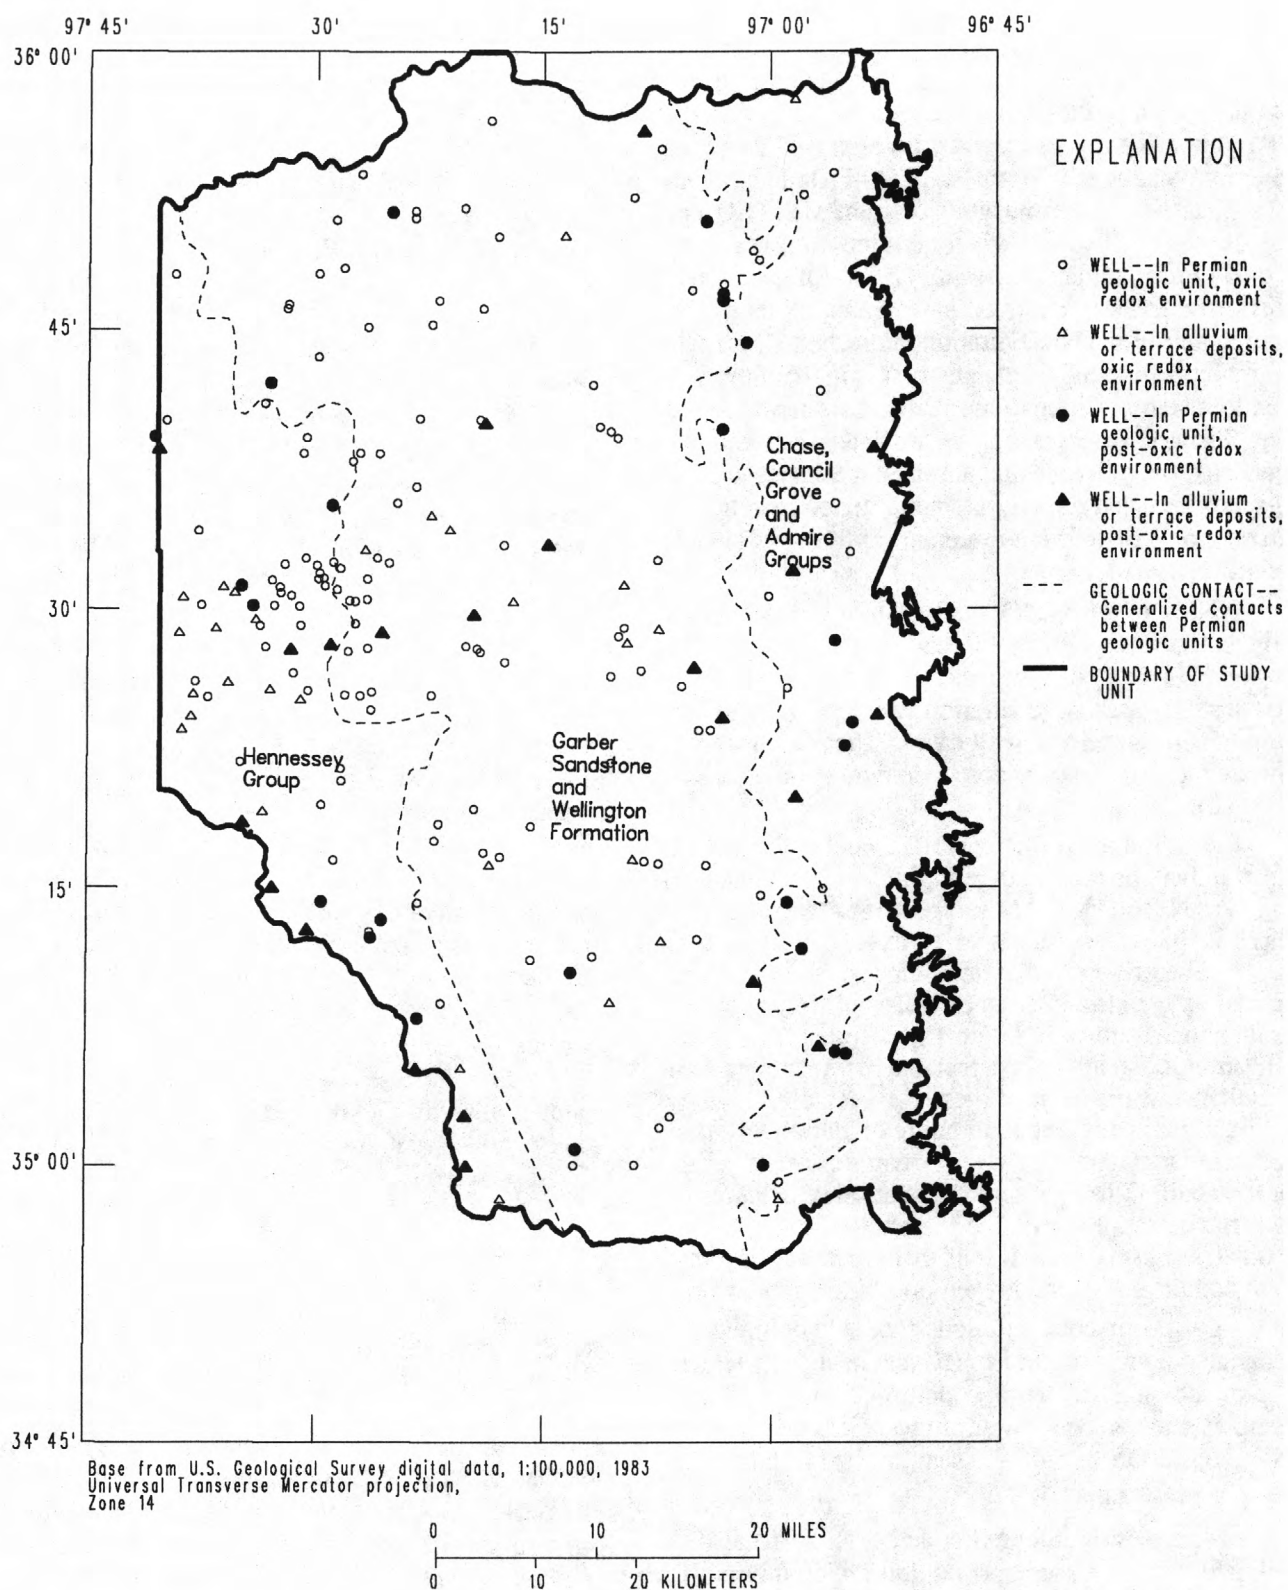 97° 45'
30'
15'
97° 00'
96° 45'
36° 00'
45'
30'
15'
35° 00'
34° 45'
EXPLANATION
WELL--In Permian
geologic unit, oxic
redox environment
WELL--In alluvium
or terrace deposits,
oxic redox
environment
WELL--In Permian
geologic unit,
post-oxic redox
environment
WELL--In alluvium
or terrace deposits,
post-oxic redox
environment
GEOLOGIC CONTACT--
Generalized contacts
between Permian
geologic units
BOUNDARY OF STUDY
UNIT
Chase,
Council
Grove
and
Admire
Groups
Hennessey
Group
Garber
Sandstone
and
Wellington
Formation
Base from U.S. Geological Survey digital data, 1:100,000, 1983
Universal Transverse Mercator projection,
Zone 14
0 10 20 MILES
0 10 20 KILOMETERS